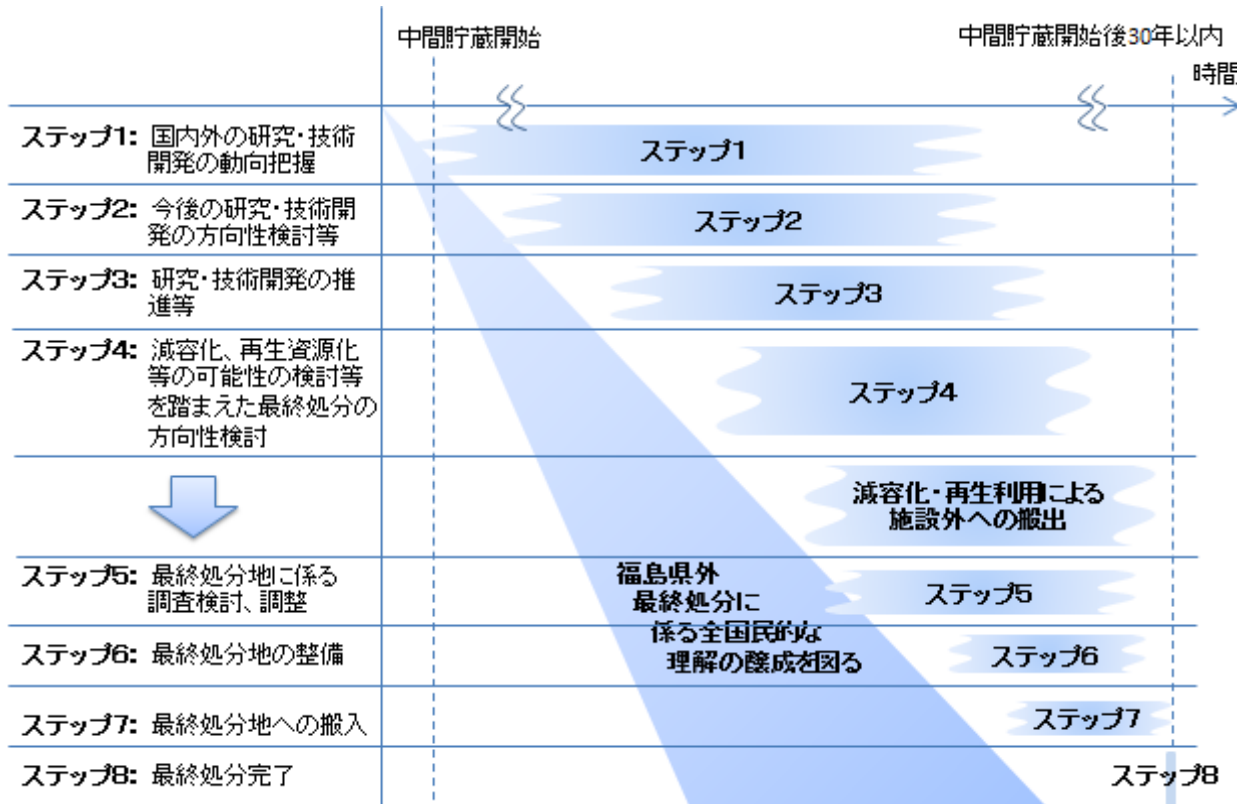 中間貯蔵開始
中間貯蔵開始後30年以内
時間
ステップ1: 国内外の研究・技術
開発の動向把握
ステップ1
ステップ2: 今後の研究・技術開
発の方向性検討等
ステップ2
ステップ3: 研究・技術開発の推
進等
ステップ3
ステップ4: 減容化、再生資源化
等の可能性の検討等
を踏まえた最終処分の
方向性検討
ステップ4
減容化・再生利用による
施設外への搬出
ステップ5: 最終処分地に係る
調査検討、調整
ステップ5
福島県外
最終処分に
係る全国民的な
理解の醸成を図る
ステップ6: 最終処分地の整備
ステップ6
ステップ7: 最終処分地への搬入
ステップ7
ステップ8: 最終処分完了
ステップ8